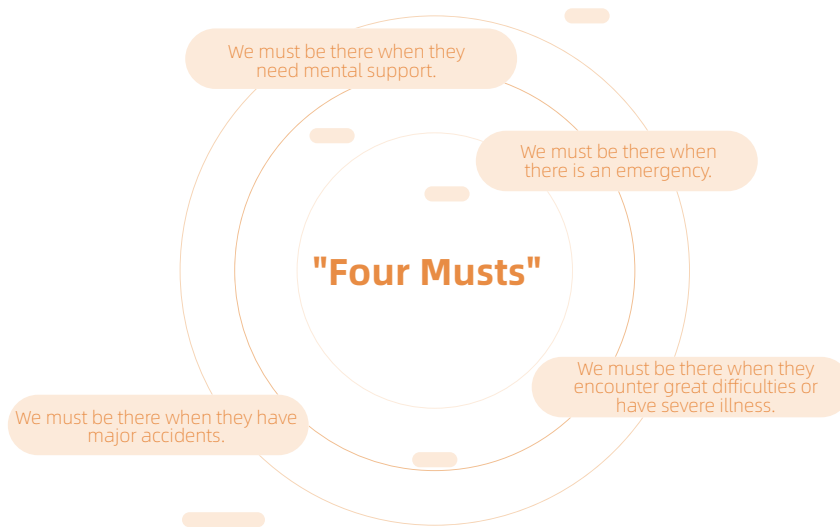 We must be there when they
need mental support.
We must be there when
there is an emergency.
"Four Musts"
We must be there when they
encounter great difficulties or
have severe illness.
We must be there when they have
major accidents.